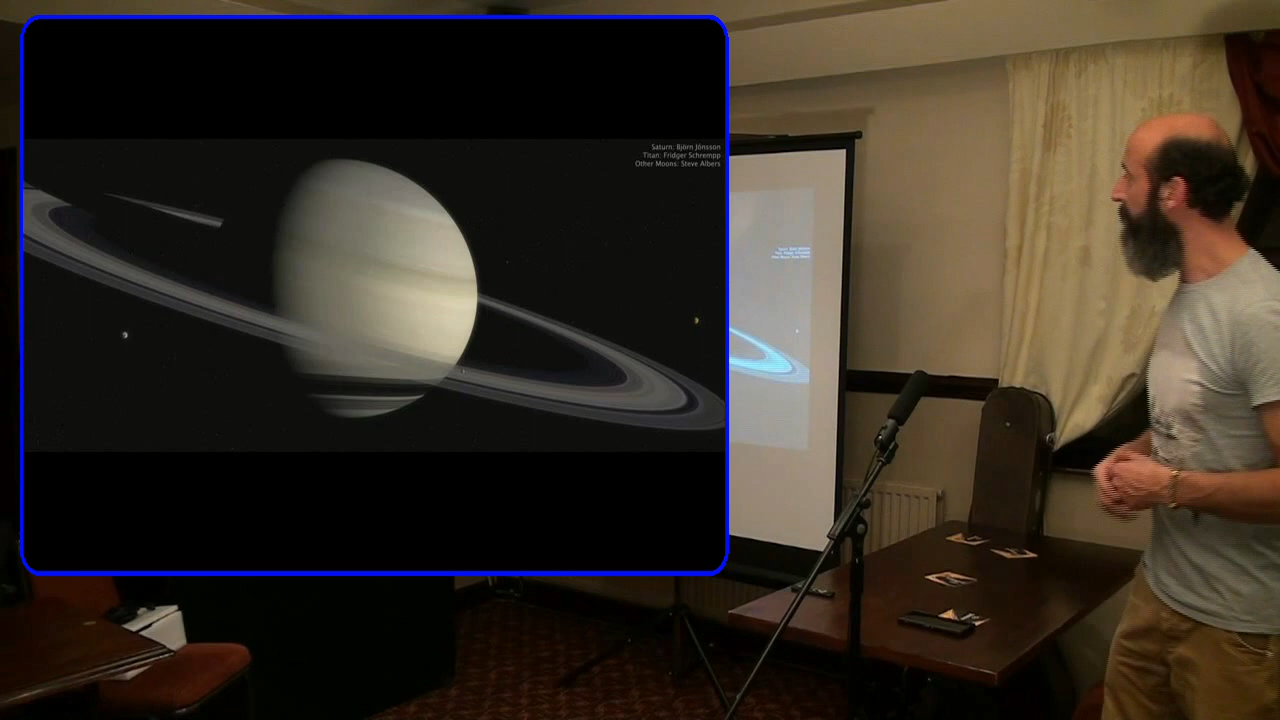 Saturn: Björn Jónsson
Titan: Fridger Schrempp
Other Moons: Steve Albers